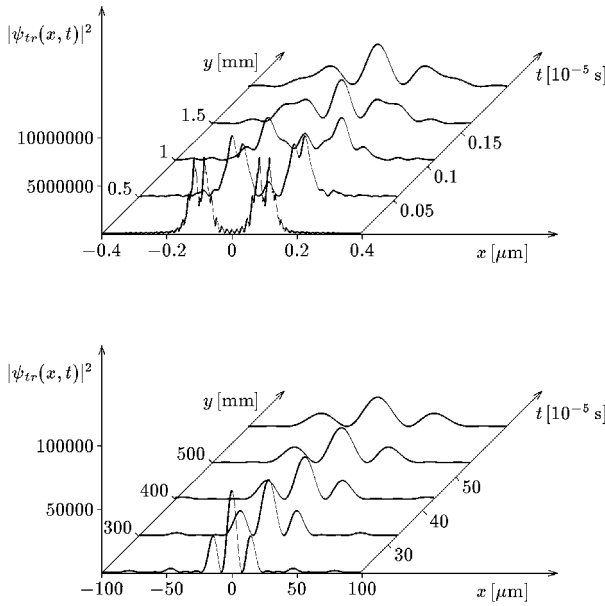 |ψ_tr(x,t)|²
y [mm]
t [10⁻⁵ s]
1.5
0.15
10000000
1
0.1
5000000
0.5
0.05
−0.4 −0.2 0 0.2 0.4
x [μm]
|ψ_tr(x,t)|²
y [mm]
t [10⁻⁵ s]
100000
500
50
400
50000
40
300
30
−100 −50 0 50 100
x [μm]